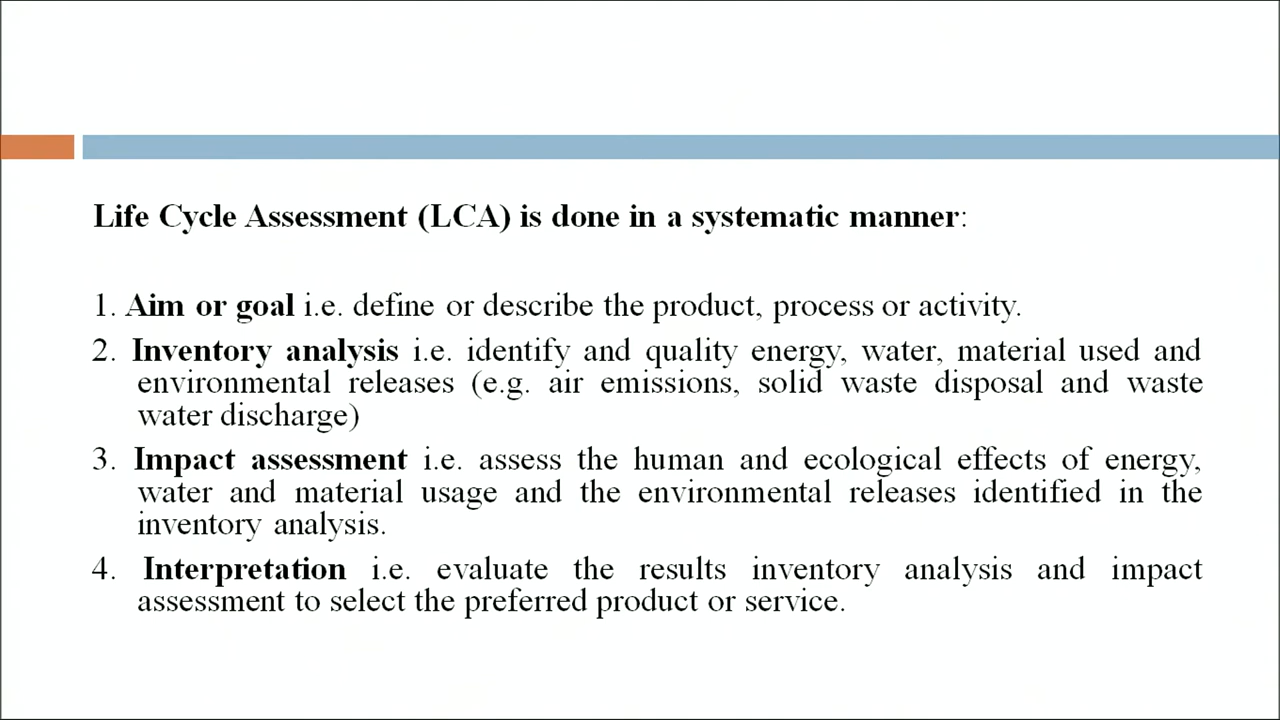 Life Cycle Assessment (LCA) is done in a systematic manner:
1. Aim or goal i.e. define or describe the product, process or activity.
2. Inventory analysis i.e. identify and quality energy, water, material used and
environmental releases (e.g. air emissions, solid waste disposal and waste
water discharge)
3. Impact assessment i.e. assess the human and ecological effects of energy,
water and material usage and the environmental releases identified in the
inventory analysis.
4. Interpretation i.e. evaluate the results inventory analysis and impact
assessment to select the preferred product or service.